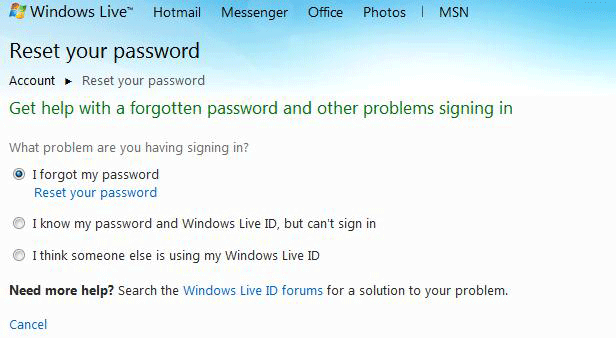 Windows Live™ Hotmail Messenger Office Photos | MSN
Reset your password
Account ► Reset your password
Get help with a forgotten password and other problems signing in
What problem are you having signing in?
I forgot my password
Reset your password
I know my password and Windows Live ID, but can't sign in
I think someone else is using my Windows Live ID
Need more help? Search the Windows Live ID forums for a solution to your problem.
Cancel